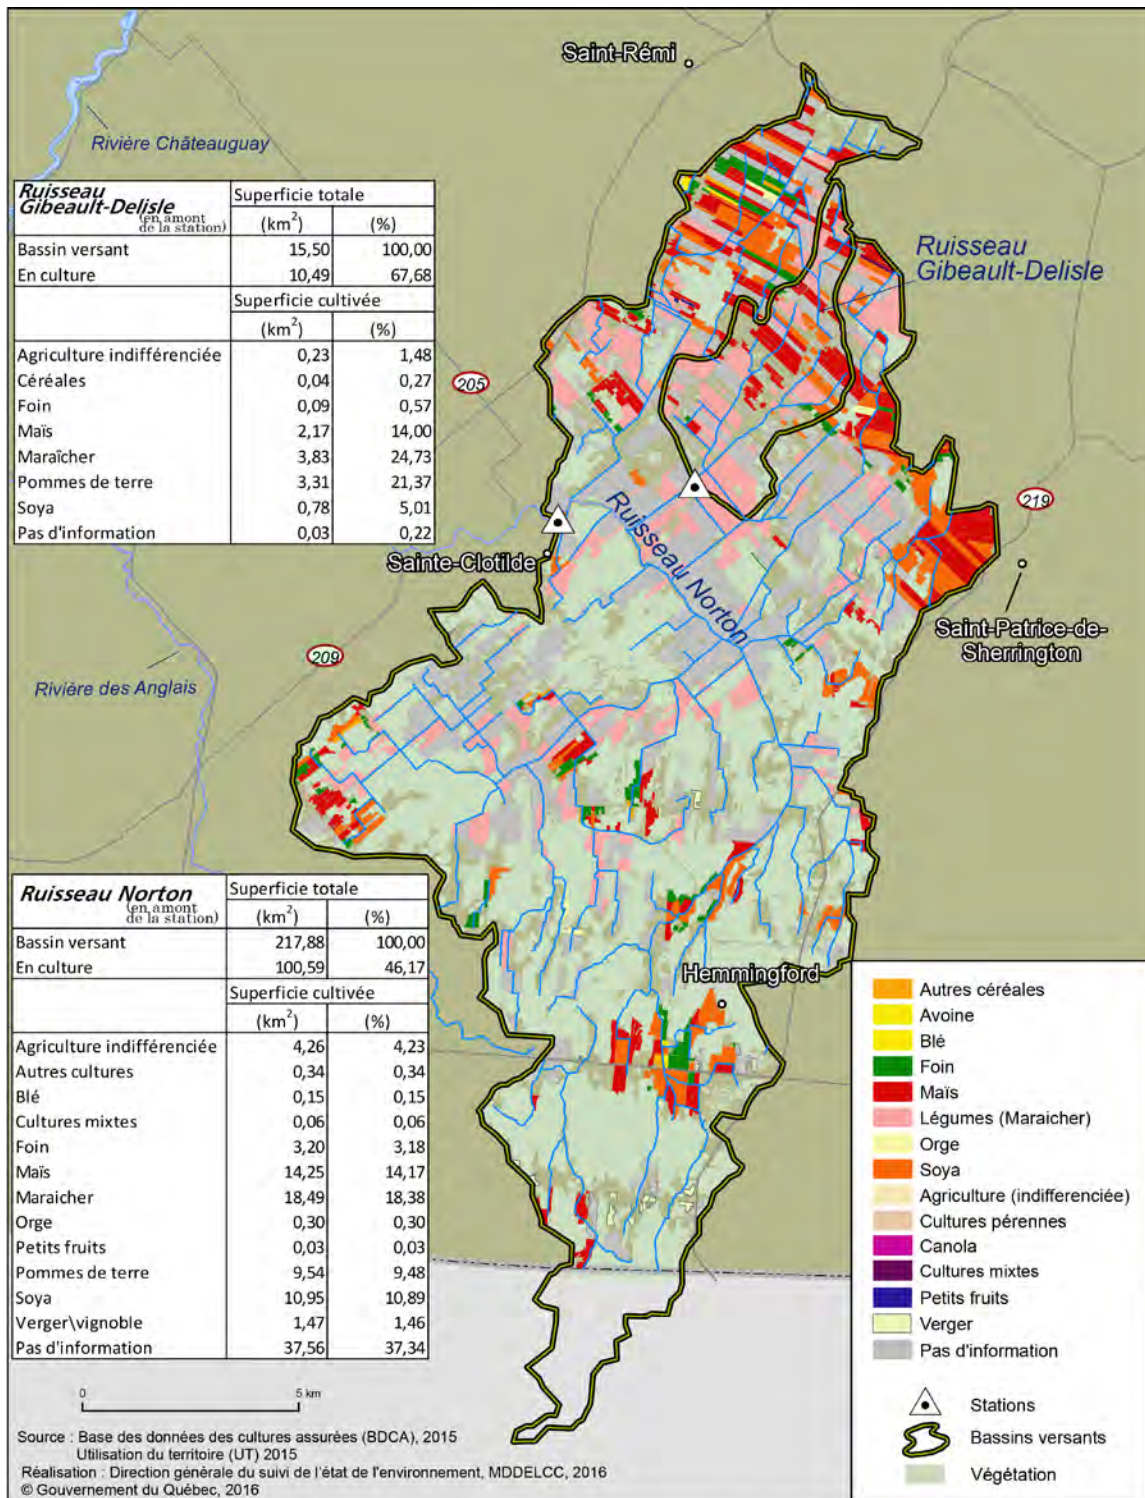 Saint-Rémi
Rivière Châteauguay
Ruisseau
Gibeault-Delisle
(en amont
de la station)
Superficie totale
(km²) (%)
Bassin versant 15,50 100,00
En culture 10,49 67,68
Superficie cultivée
(km²) (%)
Agriculture indifférenciée 0,23 1,48
Céréales 0,04 0,27
Foin 0,09 0,57
Maïs 2,17 14,00
Maraîcher 3,83 24,73
Pommes de terre 3,31 21,37
Soya 0,78 5,01
Pas d'information 0,03 0,22
Ruisseau
Gibeault-Delisle
205
219
Ruisseau Norton
Sainte-Clotilde
Saint-Patrice-de-
Sherrington
209
Rivière des Anglais
Ruisseau Norton
(en amont
de la station)
Superficie totale
(km²) (%)
Bassin versant 217,88 100,00
En culture 100,59 46,17
Superficie cultivée
(km²) (%)
Agriculture indifférenciée 4,26 4,23
Autres cultures 0,34 0,34
Blé 0,15 0,15
Cultures mixtes 0,06 0,06
Foin 3,20 3,18
Maïs 14,25 14,17
Maraicher 18,49 18,38
Orge 0,30 0,30
Petits fruits 0,03 0,03
Pommes de terre 9,54 9,48
Soya 10,95 10,89
Verger\vignoble 1,47 1,46
Pas d'information 37,56 37,34
Hemmingford
Autres céréales
Avoine
Blé
Foin
Maïs
Légumes (Maraicher)
Orge
Soya
Agriculture (indifferenciée)
Cultures pérennes
Canola
Cultures mixtes
Petits fruits
Verger
Pas d'information
Stations
Bassins versants
Végétation
0 5 km
Source : Base des données des cultures assurées (BDCA), 2015
Utilisation du territoire (UT) 2015
Réalisation : Direction générale du suivi de l'état de l'environnement, MDDELCC, 2016
© Gouvernement du Québec, 2016